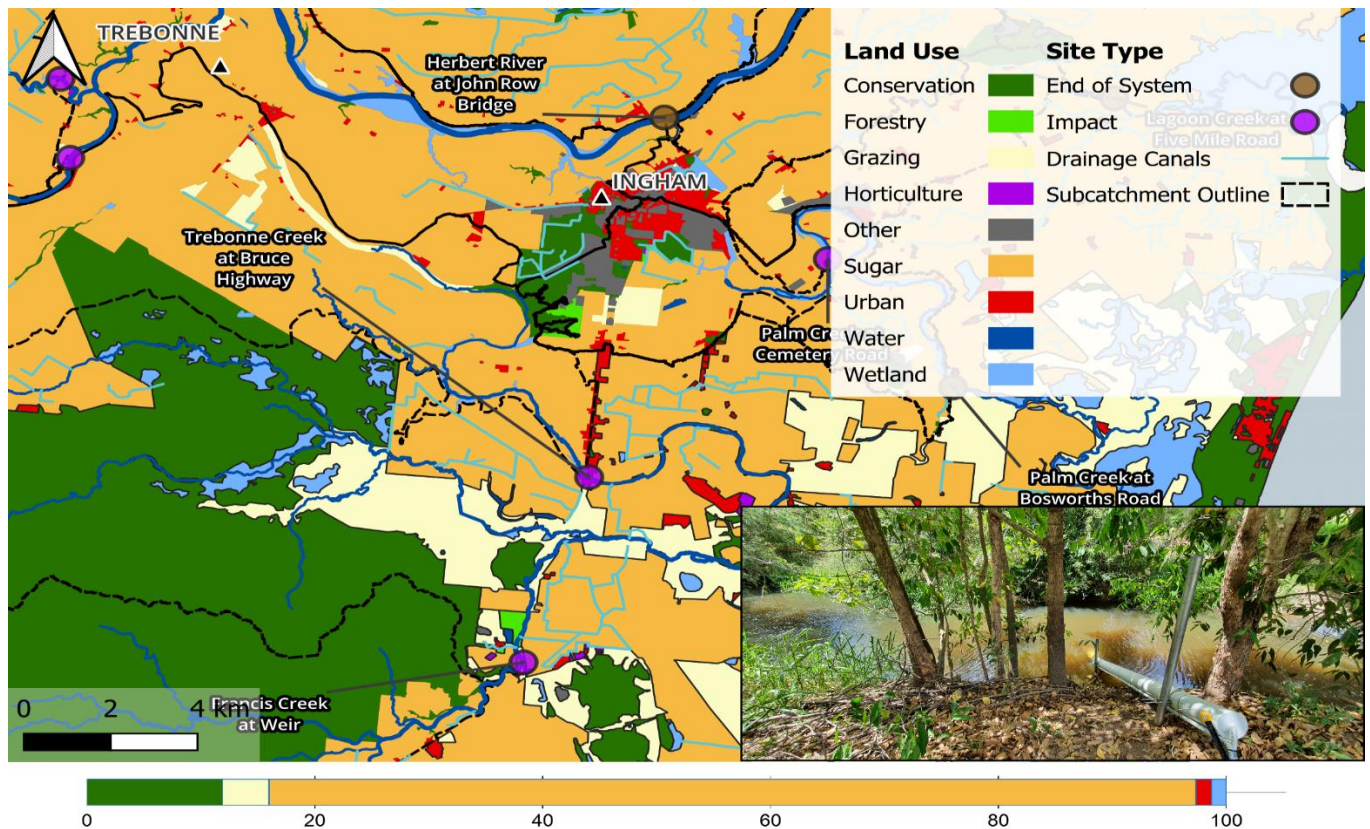 TREBONNE
Herbert River
at John Row
Bridge
INGHAM
Trebonne Creek
at Bruce
Highway
Palm Creek at
Cemetery Road
Land Use
Conservation
Forestry
Grazing
Horticulture
Other
Sugar
Urban
Water
Wetland
Site Type
End of System
Impact
Drainage Canals
Subcatchment Outline
Lagoon Creek at
Five Mile Road
Palm Creek at
Bosworths Road
Francis Creek
at Weir
0 2 4 km
0 20 40 60 80 100